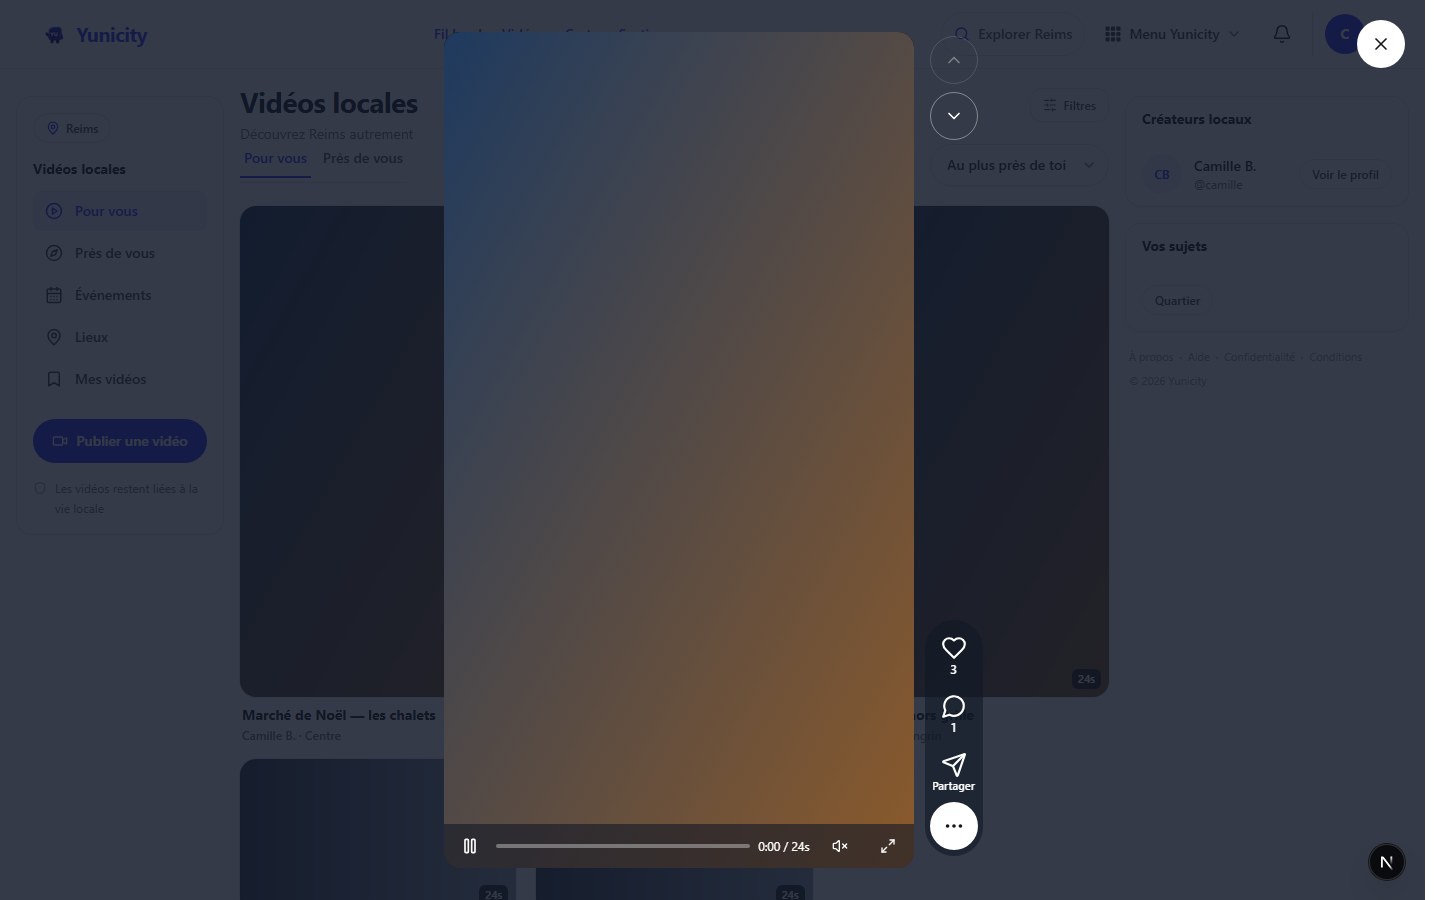 Yunicity
Explorer Reims
Menu Yunicity
C
Reims
Vidéos locales
Pour vous
Près de vous
Événements
Lieux
Mes vidéos
Publier une vidéo
Les vidéos restent liées à la
vie locale
Vidéos locales
Découvrez Reims autrement
Pour vous
Près de vous
Filtres
Au plus près de toi
24s
Marché de Noël — les chalets
Camille B. · Centre
24s
24s
0:00 / 24s
3
1
Partager
Créateurs locaux
CB
Camille B.
@camille
Voir le profil
Vos sujets
Quartier
À propos · Aide · Confidentialité · Conditions
© 2026 Yunicity
N